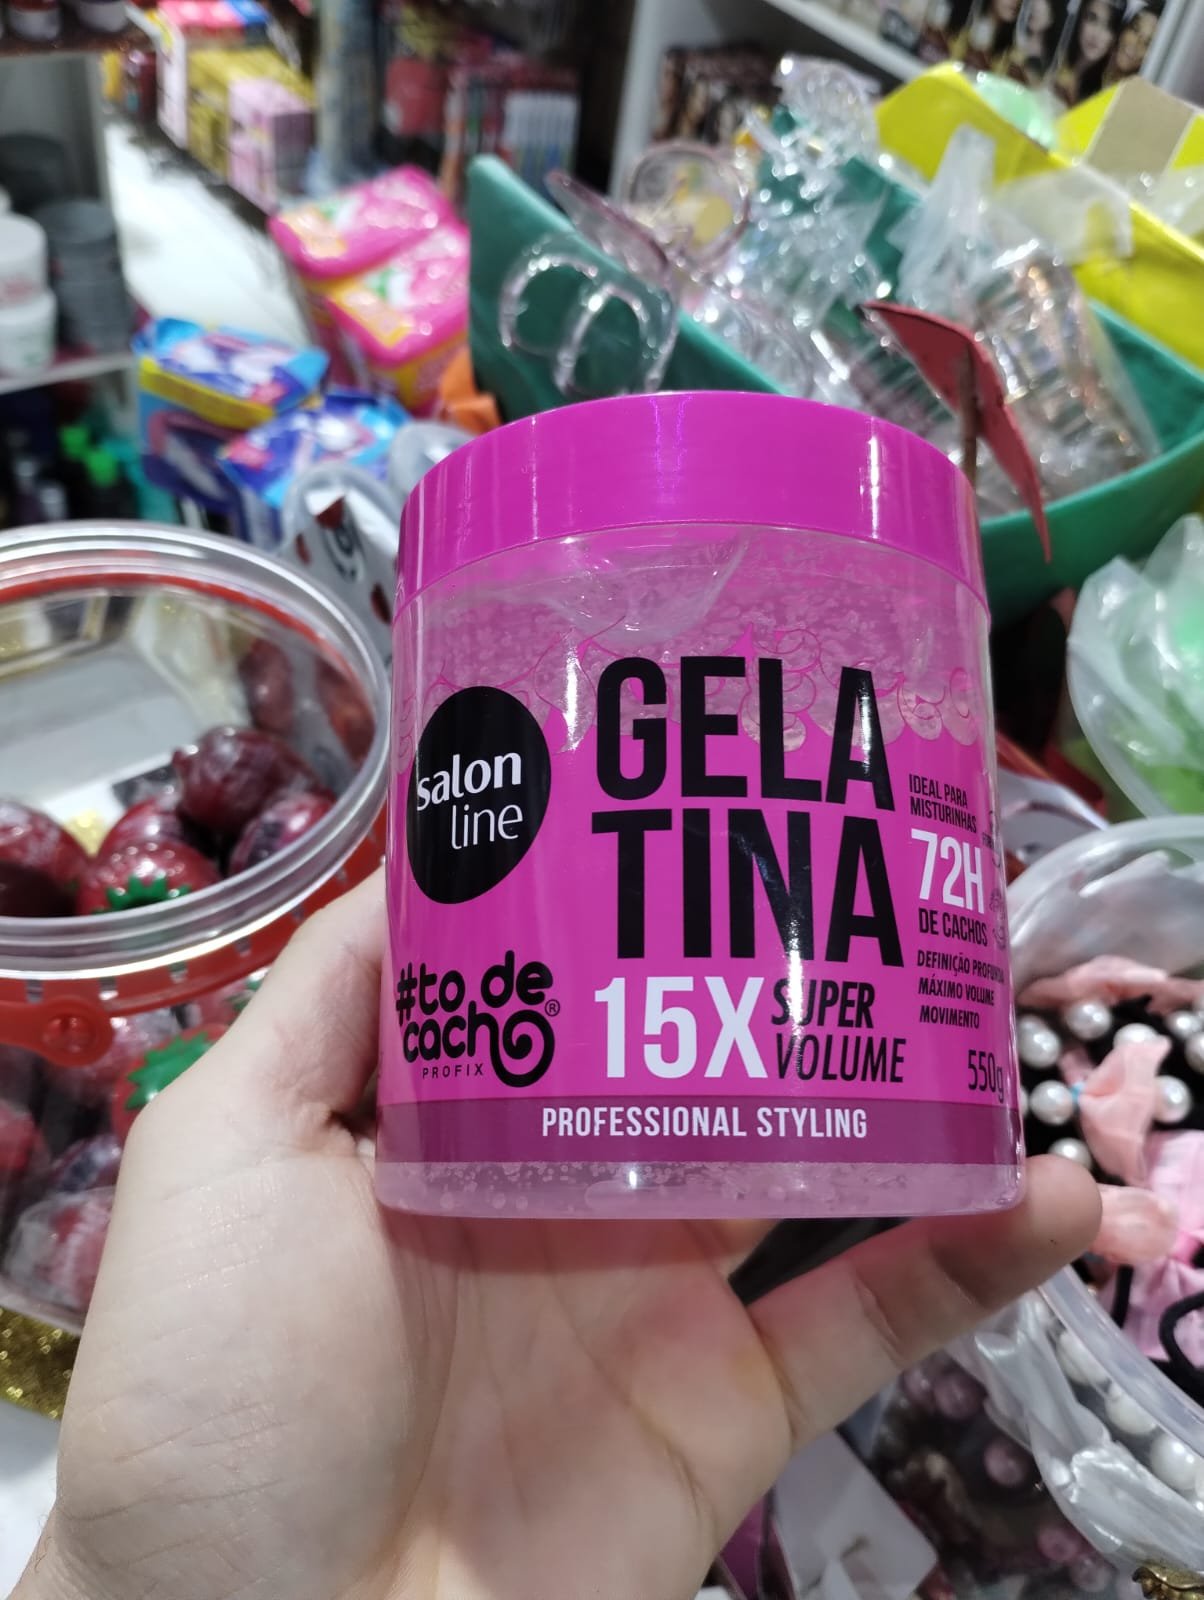 salon
line
GELA
TINA
#to de
cacho®
PROFIX
15X SUPER
VOLUME
IDEAL PARA
MISTURINHAS
72H
DE CACHOS
DEFINIÇÃO PROFUNDA
MÁXIMO VOLUME
MOVIMENTO
550g
PROFESSIONAL STYLING